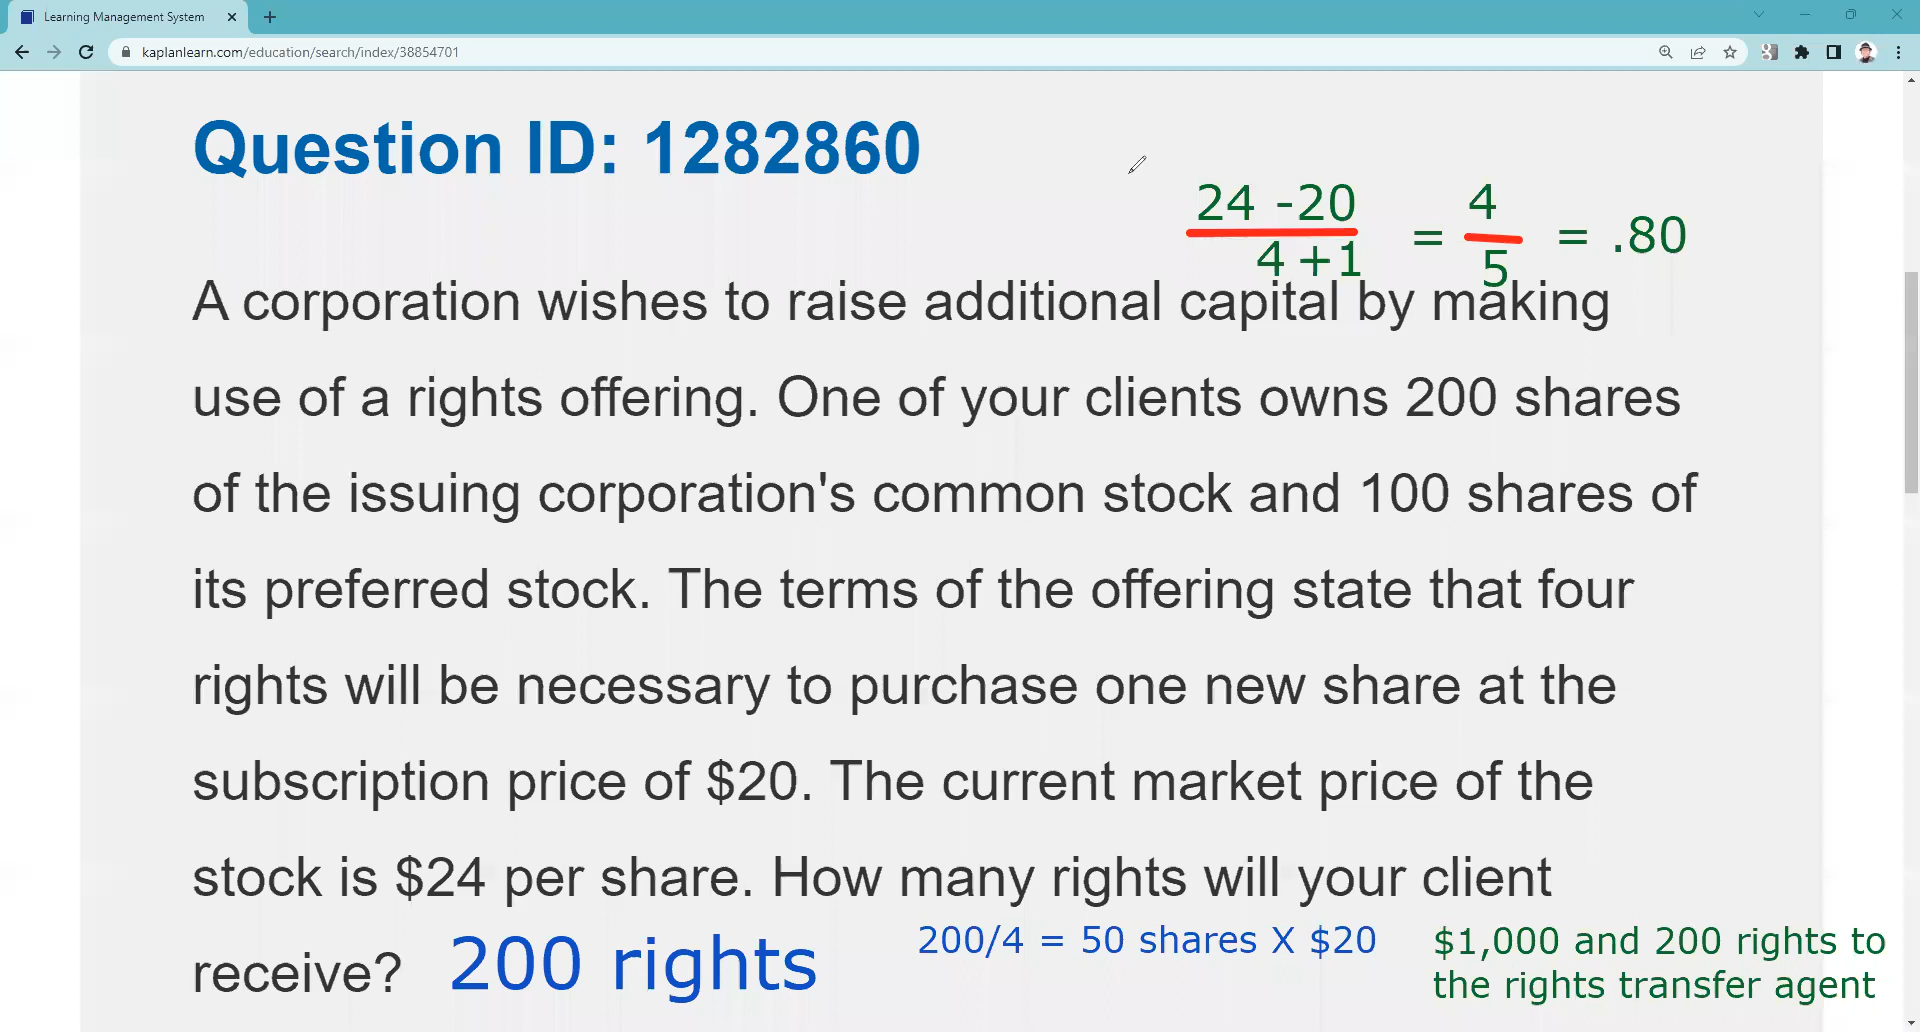 Learning Management System
kaplanlearn.com/education/search/index/38854701
Question ID: 1282860
24 -20
4 +1
=
4
5
= .80
A corporation wishes to raise additional capital by making
use of a rights offering. One of your clients owns 200 shares
of the issuing corporation's common stock and 100 shares of
its preferred stock. The terms of the offering state that four
rights will be necessary to purchase one new share at the
subscription price of $20. The current market price of the
stock is $24 per share. How many rights will your client
receive?
200 rights
200/4 = 50 shares X $20
$1,000 and 200 rights to
the rights transfer agent